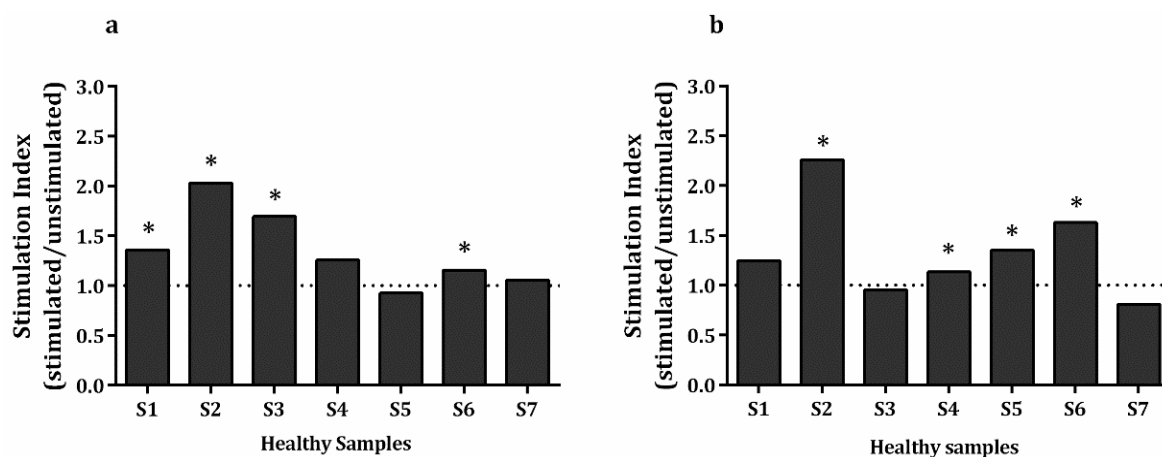 a
Stimulation Index
(stimulated/unstimulated)
3.0
2.5
2.0
1.5
1.0
0.5
0.0
* * * *
S1 S2 S3 S4 S5 S6 S7
Healthy Samples
b
Stimulation Index
(stimulated/unstimulated)
3.0
2.5
2.0
1.5
1.0
0.5
0.0
* * * *
S1 S2 S3 S4 S5 S6 S7
Healthy samples